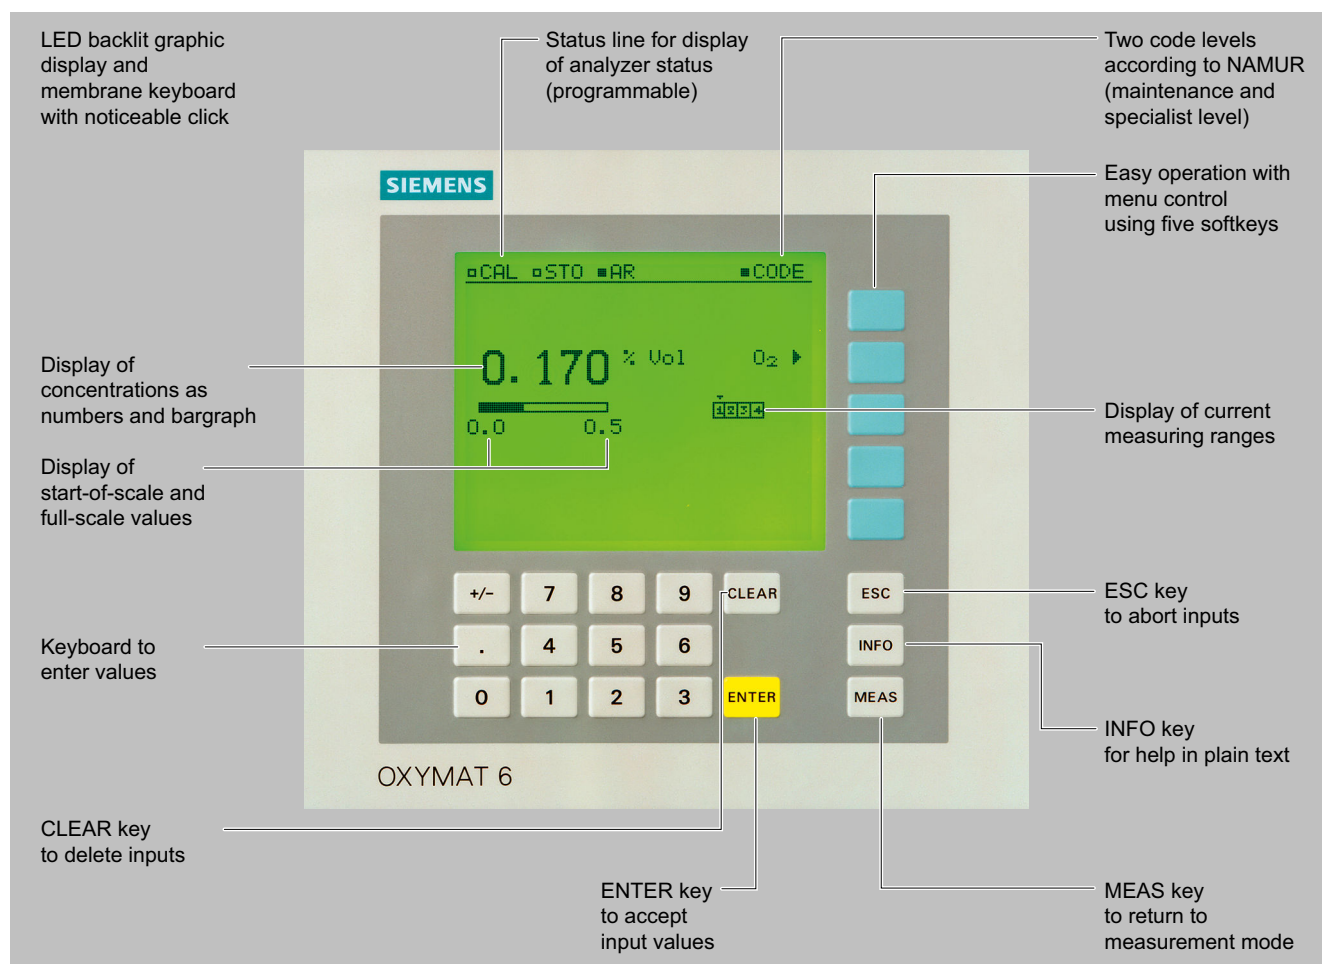 LED backlit graphic
display and
membrane keyboard
with noticeable click
Status line for display
of analyzer status
(programmable)
Two code levels
according to NAMUR
(maintenance and
specialist level)
Easy operation with
menu control
using five softkeys
SIEMENS
CAL STO AR CODE
0.170 % Vol O₂
1 2 3 4
0.0 0.5
Display of
concentrations as
numbers and bargraph
Display of current
measuring ranges
Display of
start-of-scale and
full-scale values
+/− 7 8 9 CLEAR ESC
. 4 5 6 INFO
0 1 2 3 ENTER MEAS
ESC key
to abort inputs
Keyboard to
enter values
INFO key
for help in plain text
OXYMAT 6
CLEAR key
to delete inputs
ENTER key
to accept
input values
MEAS key
to return to
measurement mode